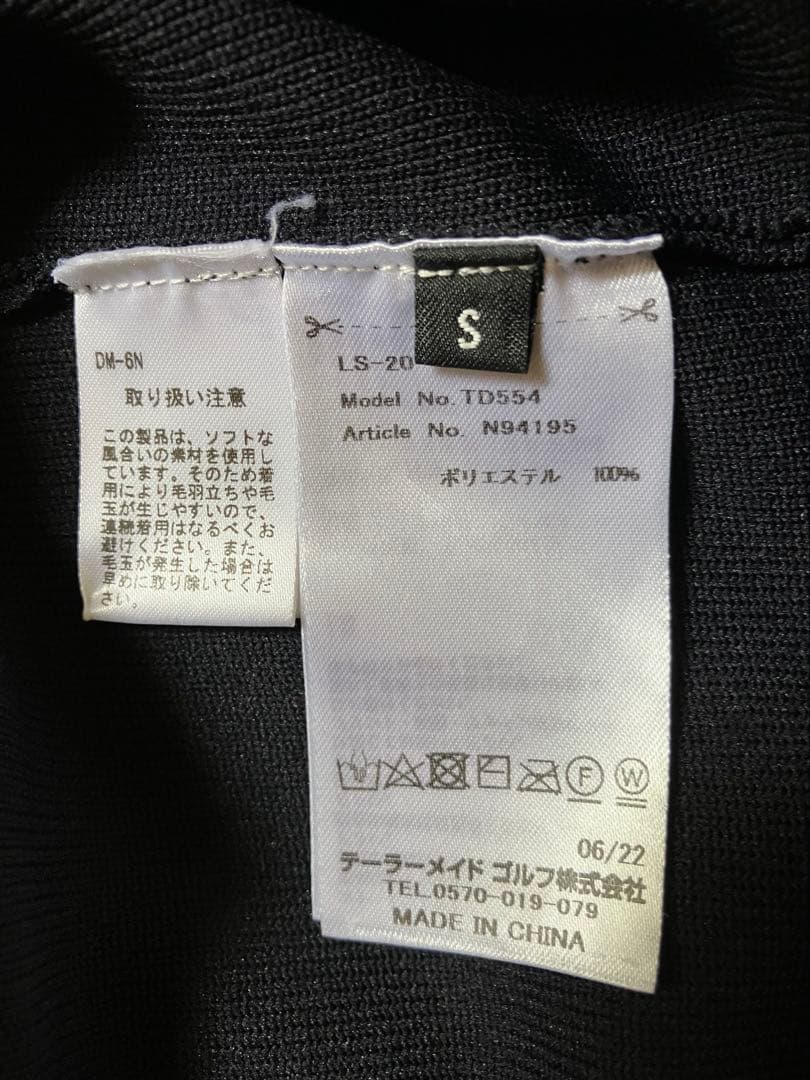 DM-6N
取り扱い注意
この製品は、ソフトな
風合いの素材を使用し
ています。そのため着
用により毛羽立ちや毛
玉が生じやすいので、
連続着用はなるべくお
避けください。また、
毛玉が発生した場合は
早めに取り除いてくだ
さい。
S
LS-20
Model No. TD554
Article No. N94195
ポリエステル 100%
F
W
06/22
テーラーメイド ゴルフ株式会社
TEL.0570-019-079
MADE IN CHINA